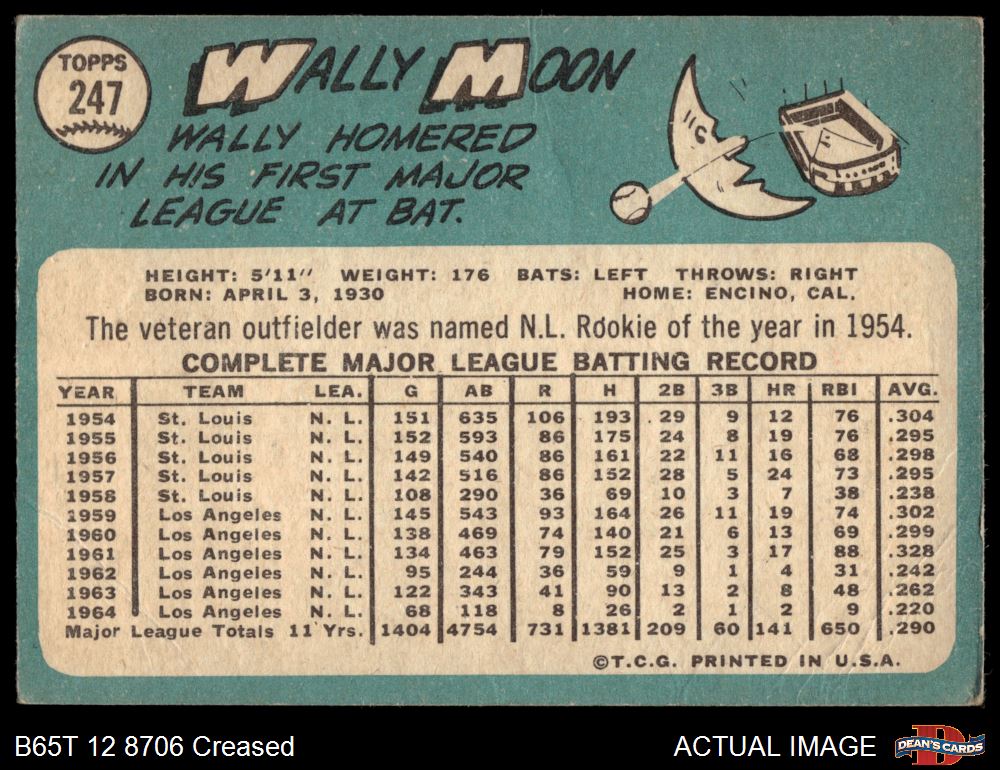 TOPPS
247
WALLY MOON
WALLY HOMERED
IN HIS FIRST MAJOR
LEAGUE AT BAT.
HEIGHT: 5'11" WEIGHT: 176 BATS: LEFT THROWS: RIGHT
BORN: APRIL 3, 1930 HOME: ENCINO, CAL.
The veteran outfielder was named N.L. Rookie of the year in 1954.
COMPLETE MAJOR LEAGUE BATTING RECORD
YEAR TEAM LEA. G AB R H 2B 3B HR RBI AVG.
1954 St. Louis N. L. 151 635 106 193 29 9 12 76 .304
1955 St. Louis N. L. 152 593 86 175 24 8 19 76 .295
1956 St. Louis N. L. 149 540 86 161 22 11 16 68 .298
1957 St. Louis N. L. 142 516 86 152 28 5 24 73 .295
1958 St. Louis N. L. 108 290 36 69 10 3 7 38 .238
1959 Los Angeles N. L. 145 543 93 164 26 11 19 74 .302
1960 Los Angeles N. L. 138 469 74 140 21 6 13 69 .299
1961 Los Angeles N. L. 134 463 79 152 25 3 17 88 .328
1962 Los Angeles N. L. 95 244 36 59 9 1 4 31 .242
1963 Los Angeles N. L. 122 343 41 90 13 2 8 48 .262
1964 Los Angeles N. L. 68 118 8 26 2 1 2 9 .220
Major League Totals 11 Yrs. 1404 4754 731 1381 209 60 141 650 .290
©T.C.G. PRINTED IN U.S.A.
B65T 12 8706 Creased
ACTUAL IMAGE
D
DEAN'S CARDS